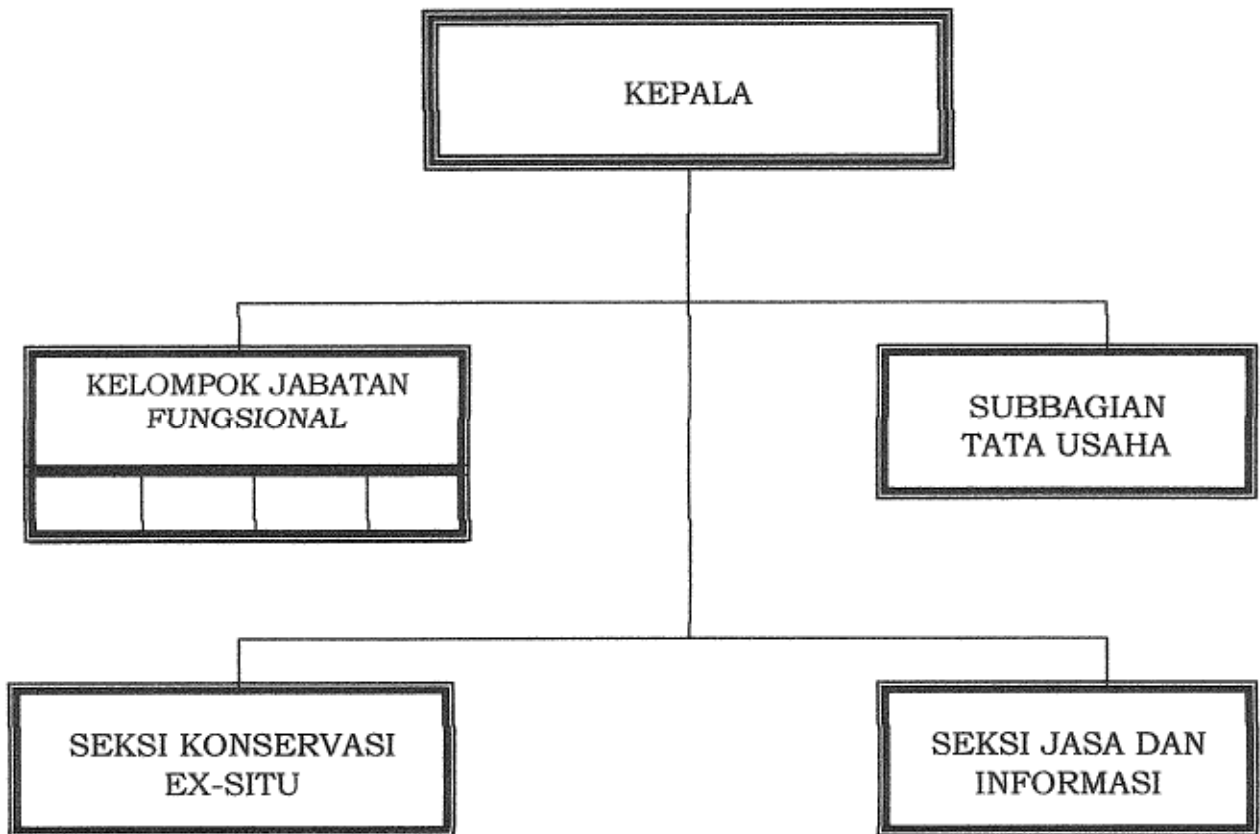 KEPALA
KELOMPOK JABATAN
FUNGSIONAL
SUBBAGIAN
TATA USAHA
SEKSI KONSERVASI
EX-SITU
SEKSI JASA DAN
INFORMASI